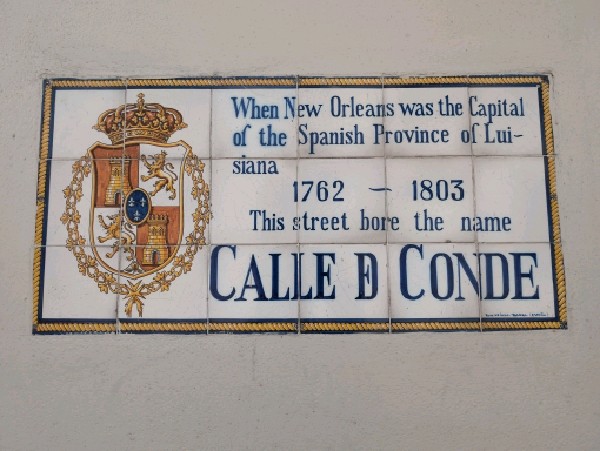 When New Orleans was the Capital
of the Spanish Province of Lui-
siana
1762 — 1803
This street bore the name
CALLE D CONDE